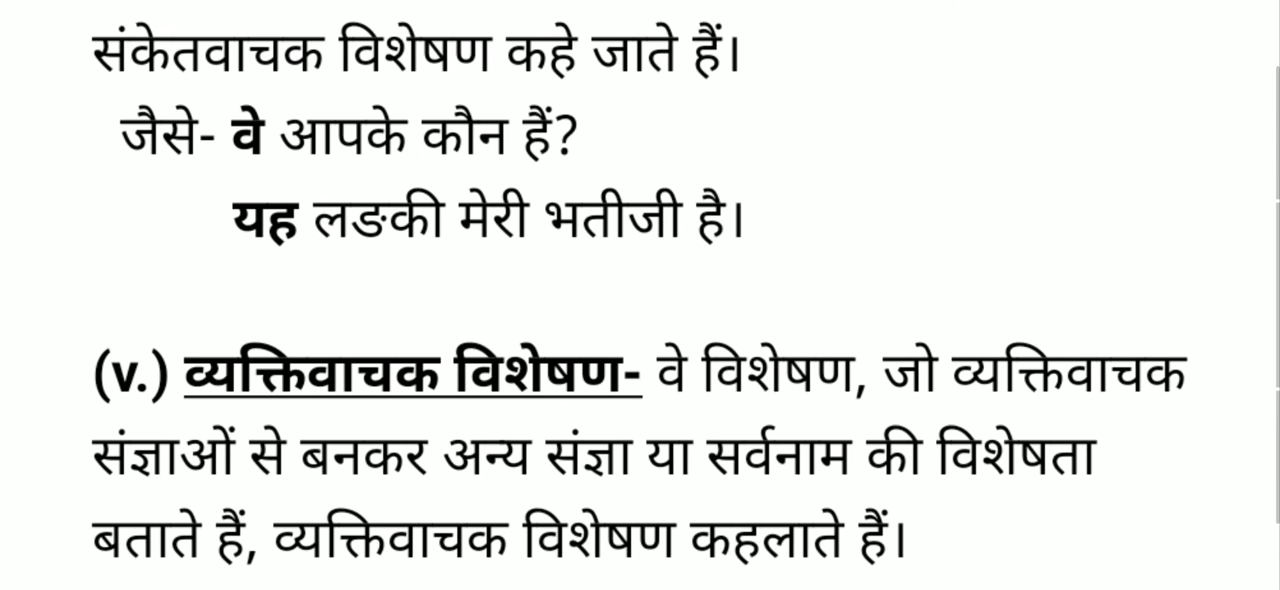 संकेतवाचक विशेषण कहे जाते हैं।
जैसे- वे आपके कौन हैं?
यह लङकी मेरी भतीजी है।
(v.) व्यक्तिवाचक विशेषण- वे विशेषण, जो व्यक्तिवाचक
संज्ञाओं से बनकर अन्य संज्ञा या सर्वनाम की विशेषता
बताते हैं, व्यक्तिवाचक विशेषण कहलाते हैं।